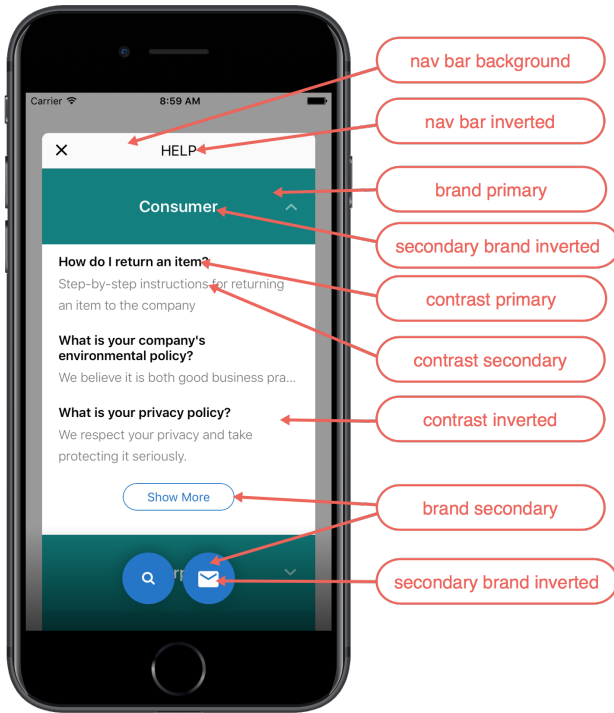 nav bar background
Carrier 8:59 AM
nav bar inverted
HELP
brand primary
Consumer
secondary brand inverted
How do I return an item?
Step-by-step instructions for returning
an item to the company
contrast primary
What is your company's
environmental policy?
contrast secondary
We believe it is both good business pra...
What is your privacy policy?
contrast inverted
We respect your privacy and take
protecting it seriously.
Show More
brand secondary
secondary brand inverted